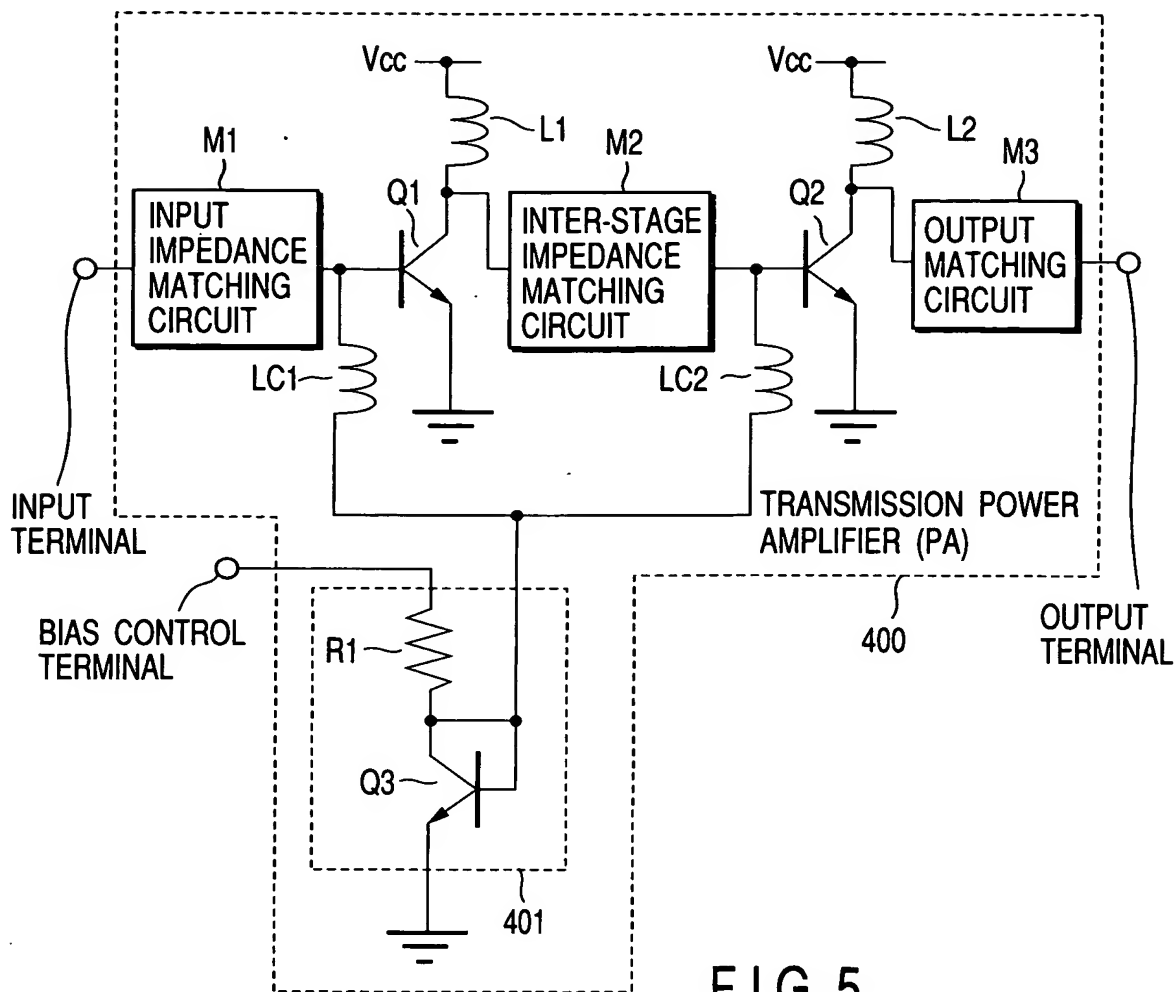 Vcc
Vcc
L1
L2
M1
M2
M3
Q1
Q2
INPUT
IMPEDANCE
MATCHING
CIRCUIT
INTER-STAGE
IMPEDANCE
MATCHING
CIRCUIT
OUTPUT
MATCHING
CIRCUIT
LC1
LC2
INPUT
TERMINAL
TRANSMISSION POWER
AMPLIFIER (PA)
BIAS CONTROL
TERMINAL
R1
400
OUTPUT
TERMINAL
Q3
401
FIG. 5